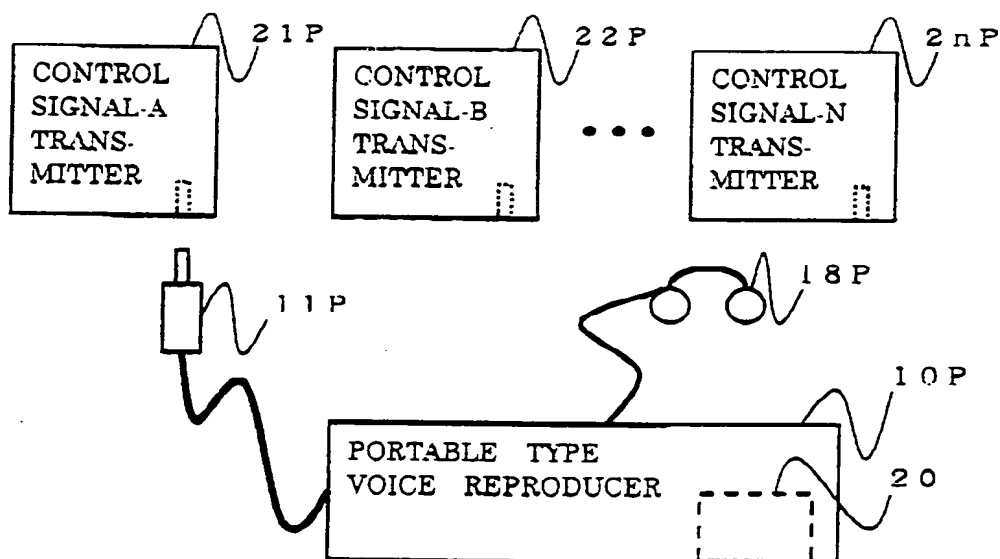 21P
22P
2nP
CONTROL
SIGNAL-A
TRANS-
MITTER
CONTROL
SIGNAL-B
TRANS-
MITTER
CONTROL
SIGNAL-N
TRANS-
MITTER
11P
18P
10P
PORTABLE TYPE
VOICE REPRODUCER
20